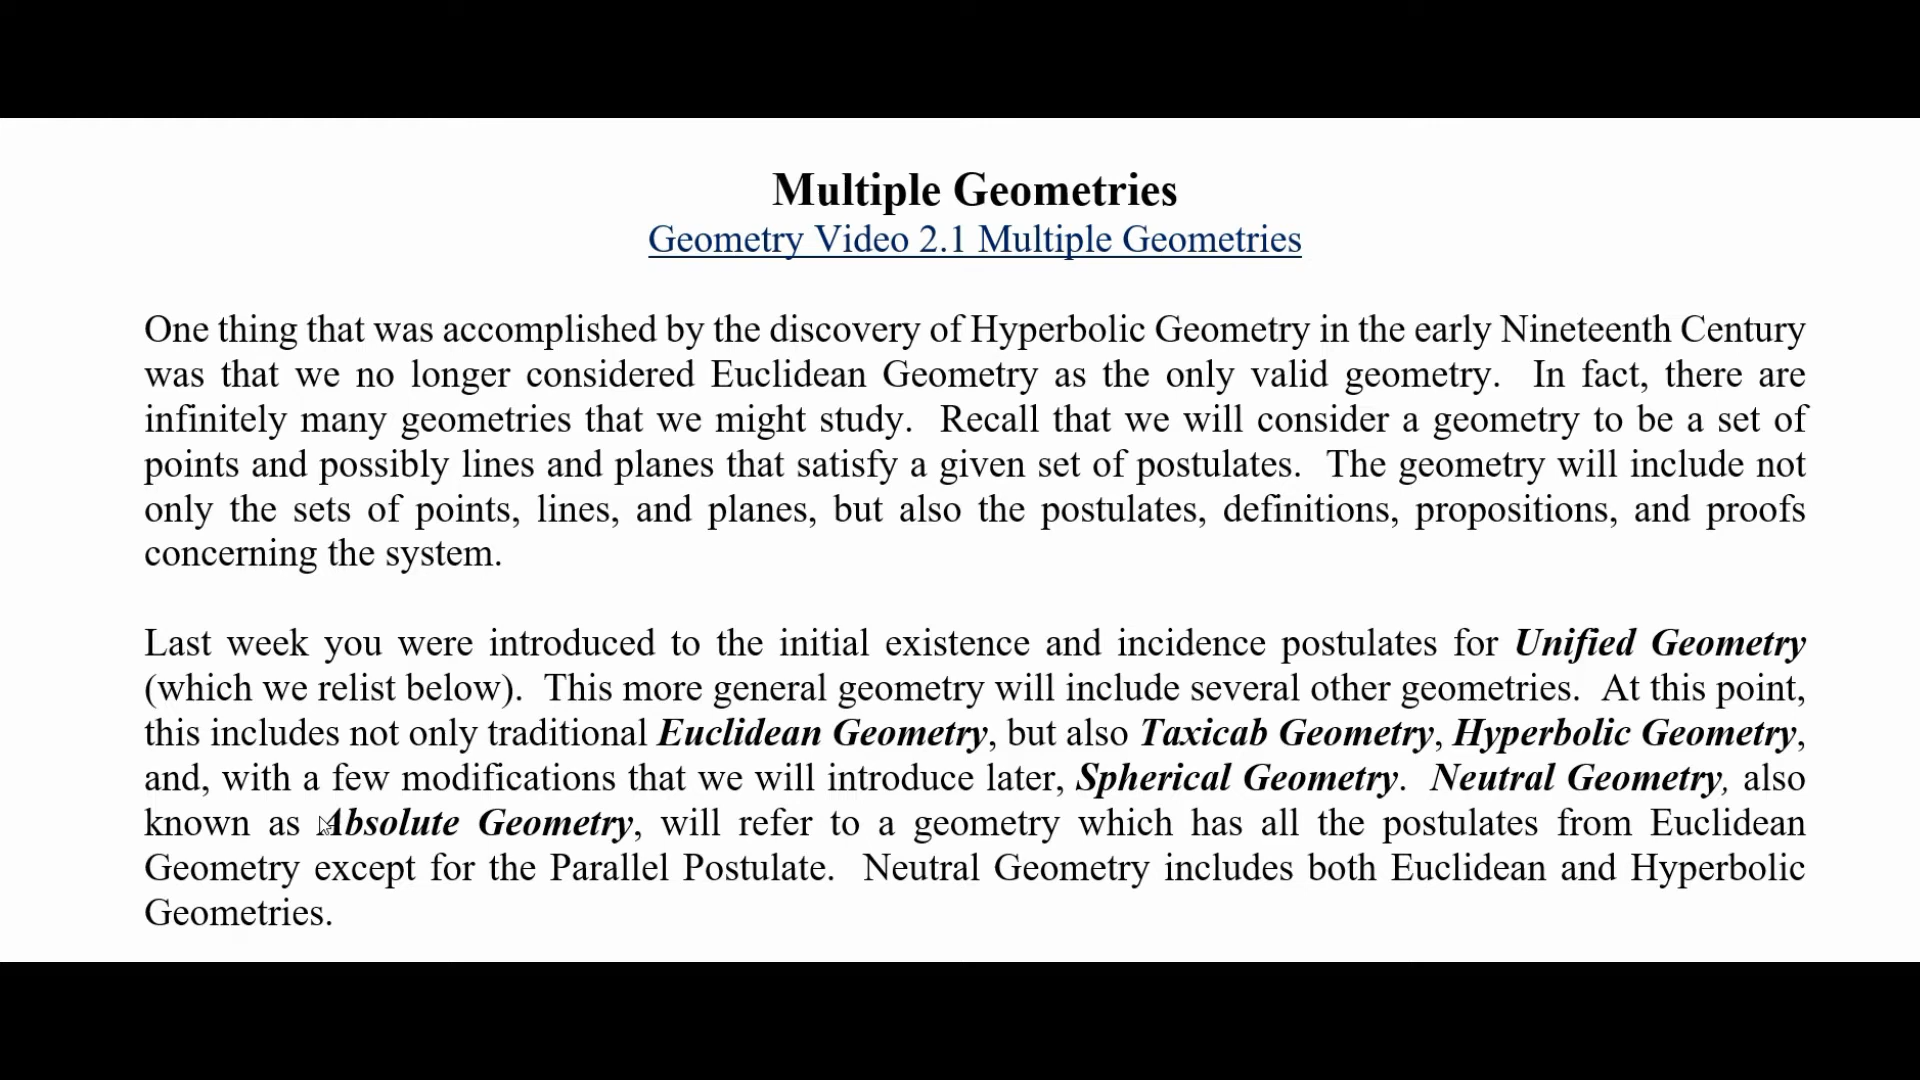 Multiple Geometries
Geometry Video 2.1 Multiple Geometries
One thing that was accomplished by the discovery of Hyperbolic Geometry in the early Nineteenth Century
was that we no longer considered Euclidean Geometry as the only valid geometry. In fact, there are
infinitely many geometries that we might study. Recall that we will consider a geometry to be a set of
points and possibly lines and planes that satisfy a given set of postulates. The geometry will include not
only the sets of points, lines, and planes, but also the postulates, definitions, propositions, and proofs
concerning the system.
Last week you were introduced to the initial existence and incidence postulates for Unified Geometry
(which we relist below). This more general geometry will include several other geometries. At this point,
this includes not only traditional Euclidean Geometry, but also Taxicab Geometry, Hyperbolic Geometry,
and, with a few modifications that we will introduce later, Spherical Geometry. Neutral Geometry, also
known as Absolute Geometry, will refer to a geometry which has all the postulates from Euclidean
Geometry except for the Parallel Postulate. Neutral Geometry includes both Euclidean and Hyperbolic
Geometries.